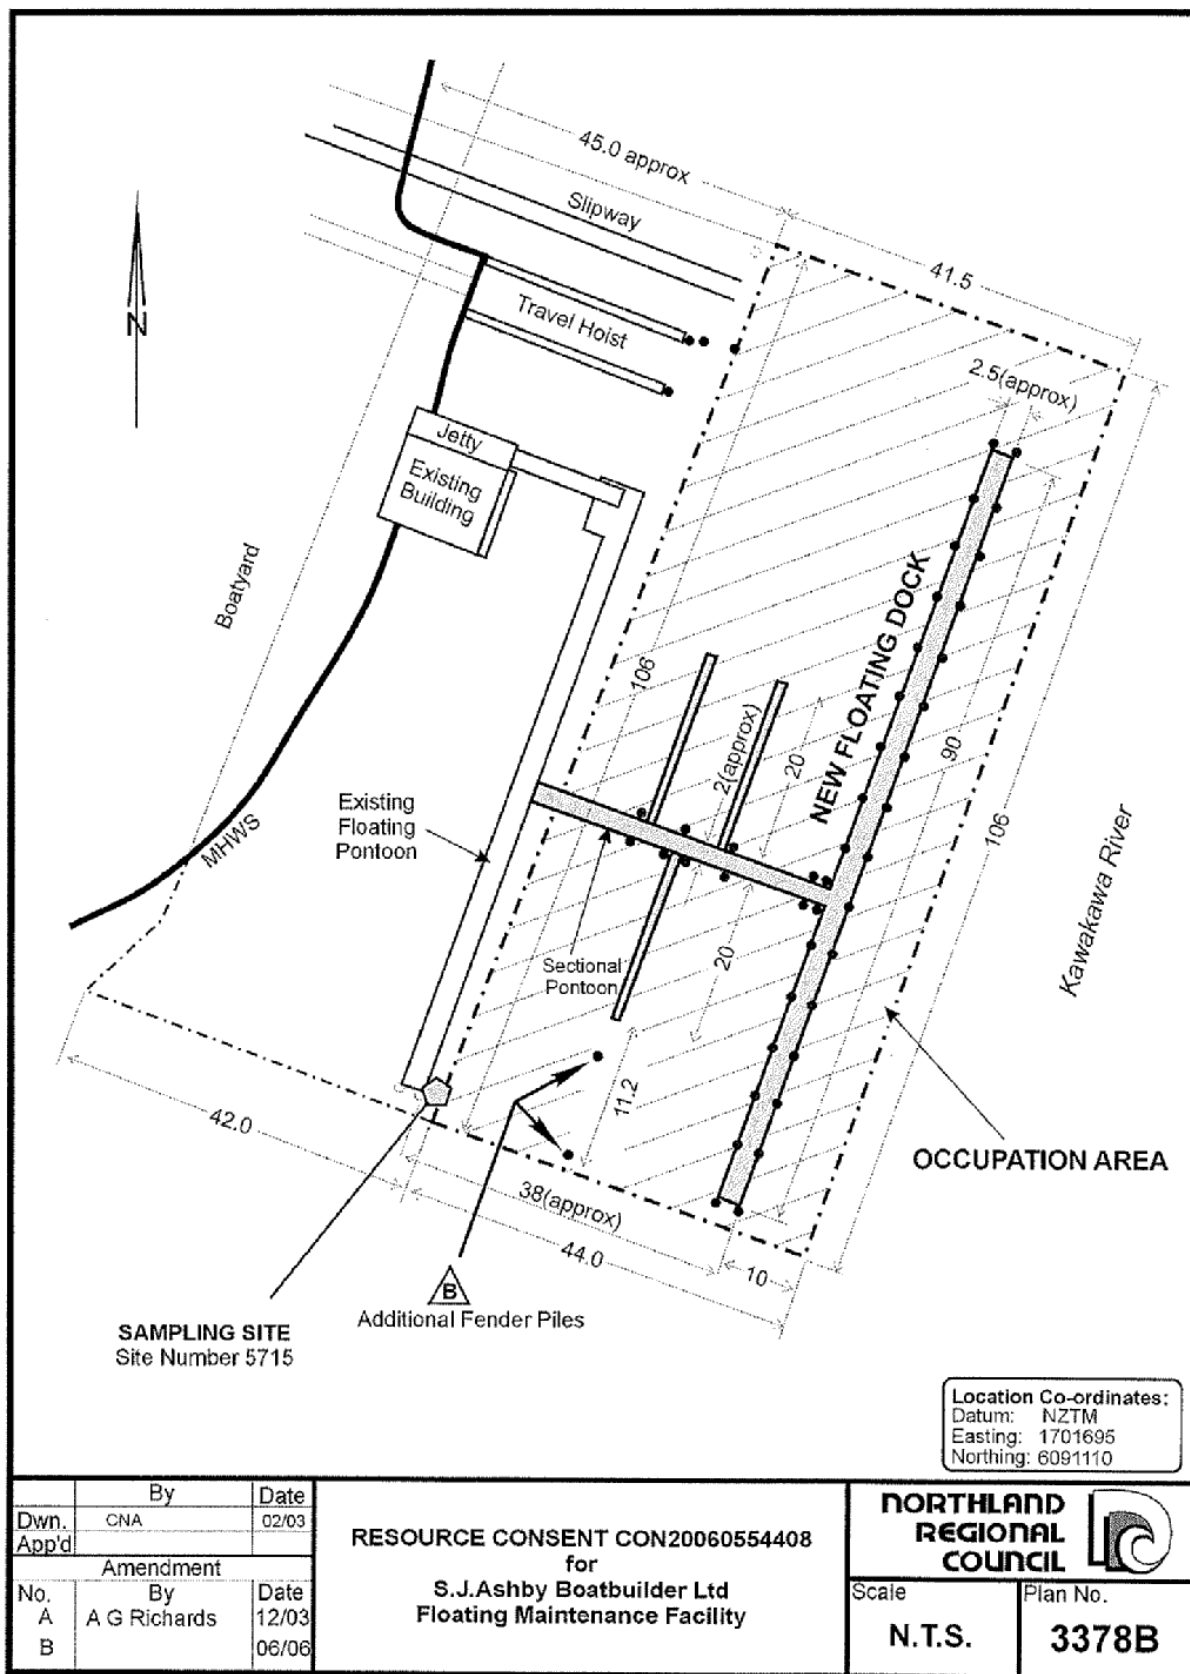 45.0 approx
Slipway
41.5
Travel Hoist
2.5(approx)
N
Jetty
Existing
Building
Boatyard
NEW FLOATING DOCK
106
2(approx)
20
90
106
Existing
Floating
Pontoon
MHWS
Kawakawa River
Sectional
Pontoon
20
11.2
42.0
OCCUPATION AREA
38(approx)
44.0
10
B
Additional Fender Piles
SAMPLING SITE
Site Number 5715
Location Co-ordinates:
Datum: NZTM
Easting: 1701695
Northing: 6091110
By Date
Dwn. CNA 02/03
App'd
Amendment
No. By Date
A A G Richards 12/03
B 06/06
RESOURCE CONSENT CON20060554408
for
S.J.Ashby Boatbuilder Ltd
Floating Maintenance Facility
NORTHLAND
REGIONAL
COUNCIL
Scale
N.T.S.
Plan No.
3378B